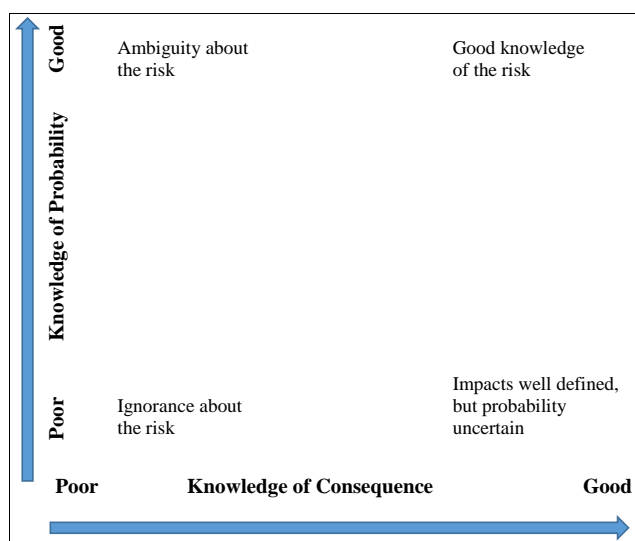 Good
Ambiguity about
the risk
Good knowledge
of the risk
Knowledge of Probability
Poor
Ignorance about
the risk
Impacts well defined,
but probability
uncertain
Poor
Knowledge of Consequence
Good